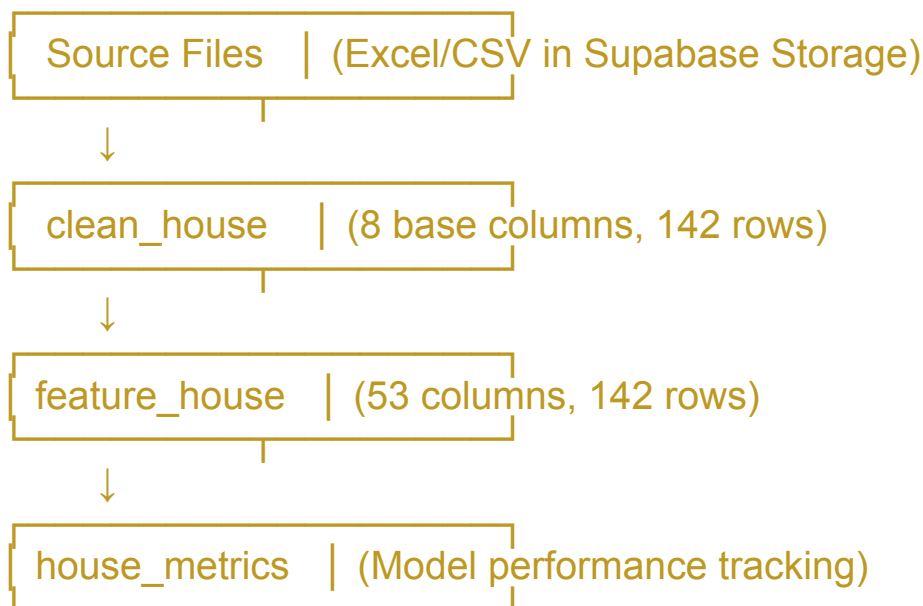 Source Files │ (Excel/CSV in Supabase Storage)
↓
clean_house │ (8 base columns, 142 rows)
↓
feature_house │ (53 columns, 142 rows)
↓
house_metrics │ (Model performance tracking)